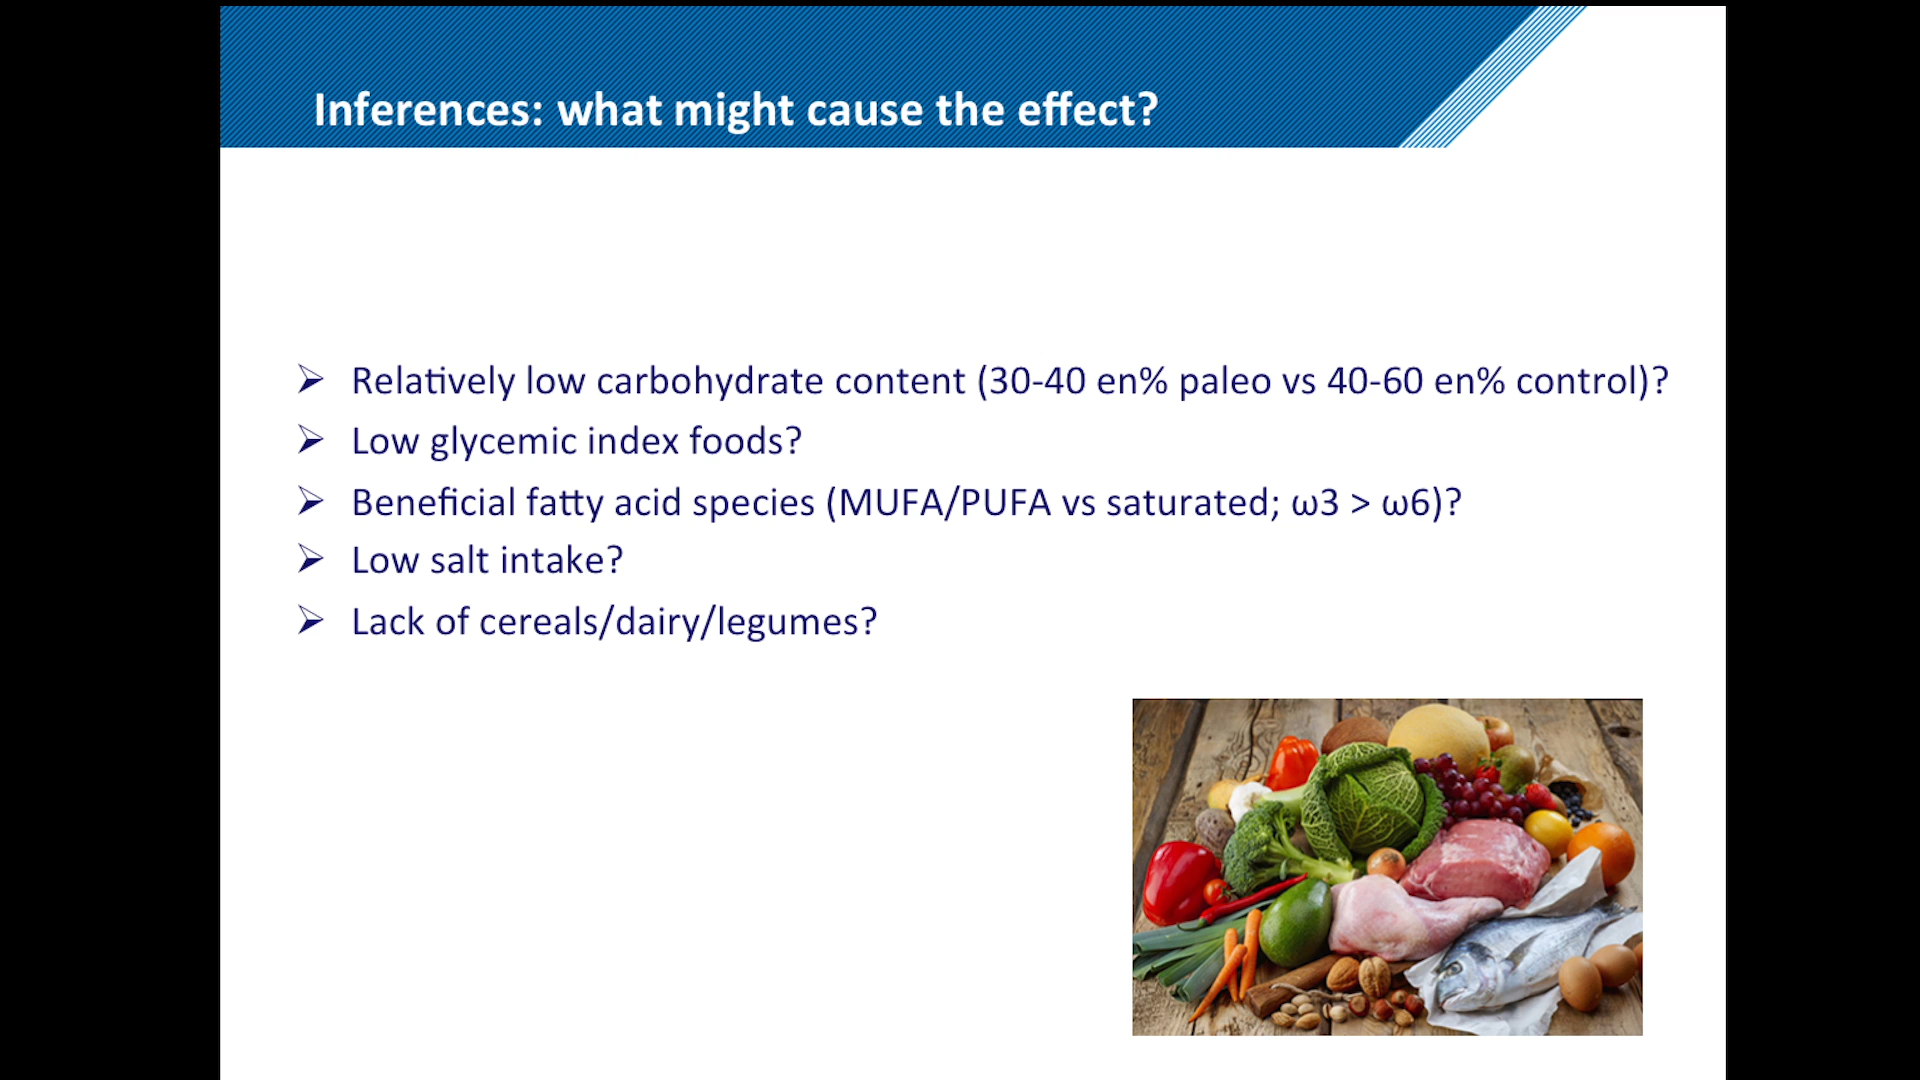 Inferences: what might cause the effect?
➢ Relatively low carbohydrate content (30-40 en% paleo vs 40-60 en% control)?
➢ Low glycemic index foods?
➢ Beneficial fatty acid species (MUFA/PUFA vs saturated; ω3 > ω6)?
➢ Low salt intake?
➢ Lack of cereals/dairy/legumes?